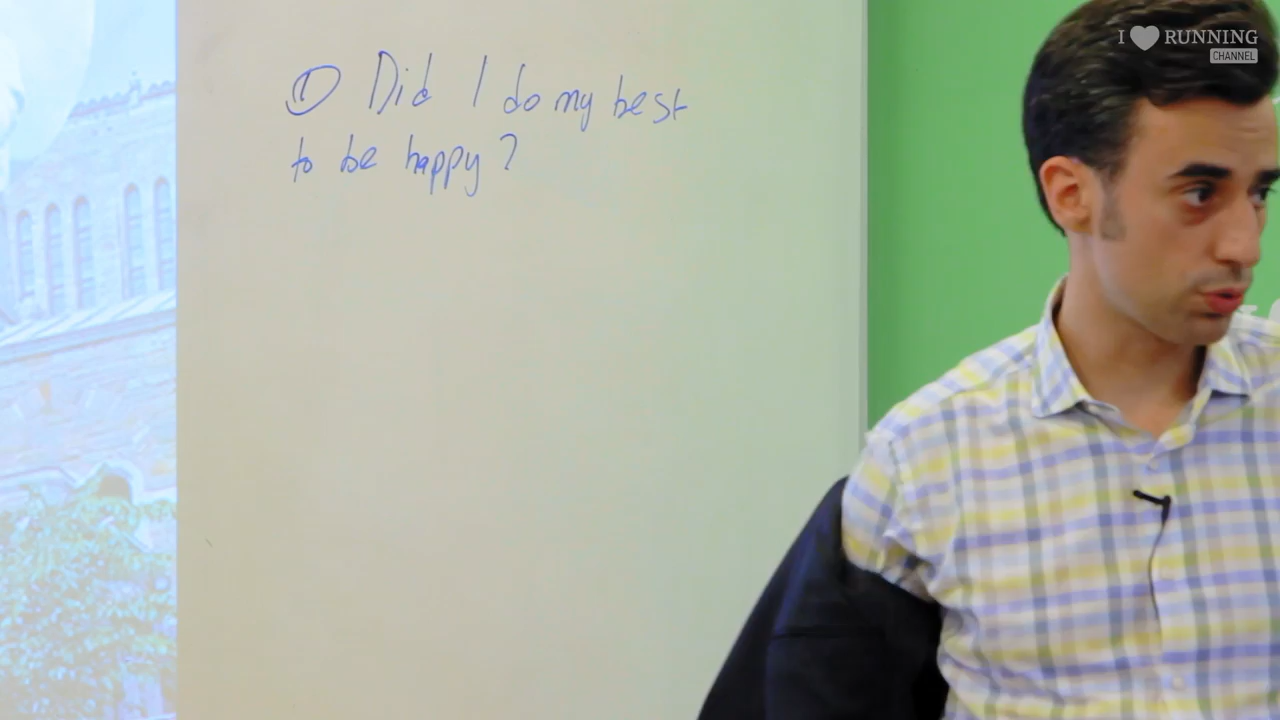 ① Did I do my best
to be happy?
I ♥ RUNNING
CHANNEL